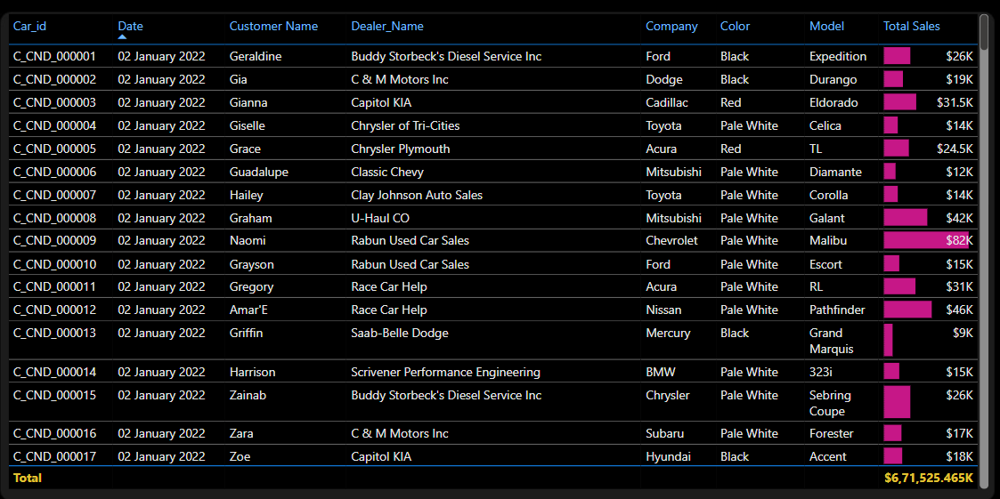 Car_id Date Customer Name Dealer_Name Company Color Model Total Sales
C_CND_000001 02 January 2022 Geraldine Buddy Storbeck's Diesel Service Inc Ford Black Expedition $26K
C_CND_000002 02 January 2022 Gia C & M Motors Inc Dodge Black Durango $19K
C_CND_000003 02 January 2022 Gianna Capitol KIA Cadillac Red Eldorado $31.5K
C_CND_000004 02 January 2022 Giselle Chrysler of Tri-Cities Toyota Pale White Celica $14K
C_CND_000005 02 January 2022 Grace Chrysler Plymouth Acura Red TL $24.5K
C_CND_000006 02 January 2022 Guadalupe Classic Chevy Mitsubishi Pale White Diamante $12K
C_CND_000007 02 January 2022 Hailey Clay Johnson Auto Sales Toyota Pale White Corolla $14K
C_CND_000008 02 January 2022 Graham U-Haul CO Mitsubishi Pale White Galant $42K
C_CND_000009 02 January 2022 Naomi Rabun Used Car Sales Chevrolet Pale White Malibu $82K
C_CND_000010 02 January 2022 Grayson Rabun Used Car Sales Ford Pale White Escort $15K
C_CND_000011 02 January 2022 Gregory Race Car Help Acura Pale White RL $31K
C_CND_000012 02 January 2022 Amar'E Race Car Help Nissan Pale White Pathfinder $46K
C_CND_000013 02 January 2022 Griffin Saab-Belle Dodge Mercury Black Grand $9K
Marquis
C_CND_000014 02 January 2022 Harrison Scrivener Performance Engineering BMW Pale White 323i $15K
C_CND_000015 02 January 2022 Zainab Buddy Storbeck's Diesel Service Inc Chrysler Pale White Sebring $26K
Coupe
C_CND_000016 02 January 2022 Zara C & M Motors Inc Subaru Pale White Forester $17K
C_CND_000017 02 January 2022 Zoe Capitol KIA Hyundai Black Accent $18K
Total $6,71,525.465K